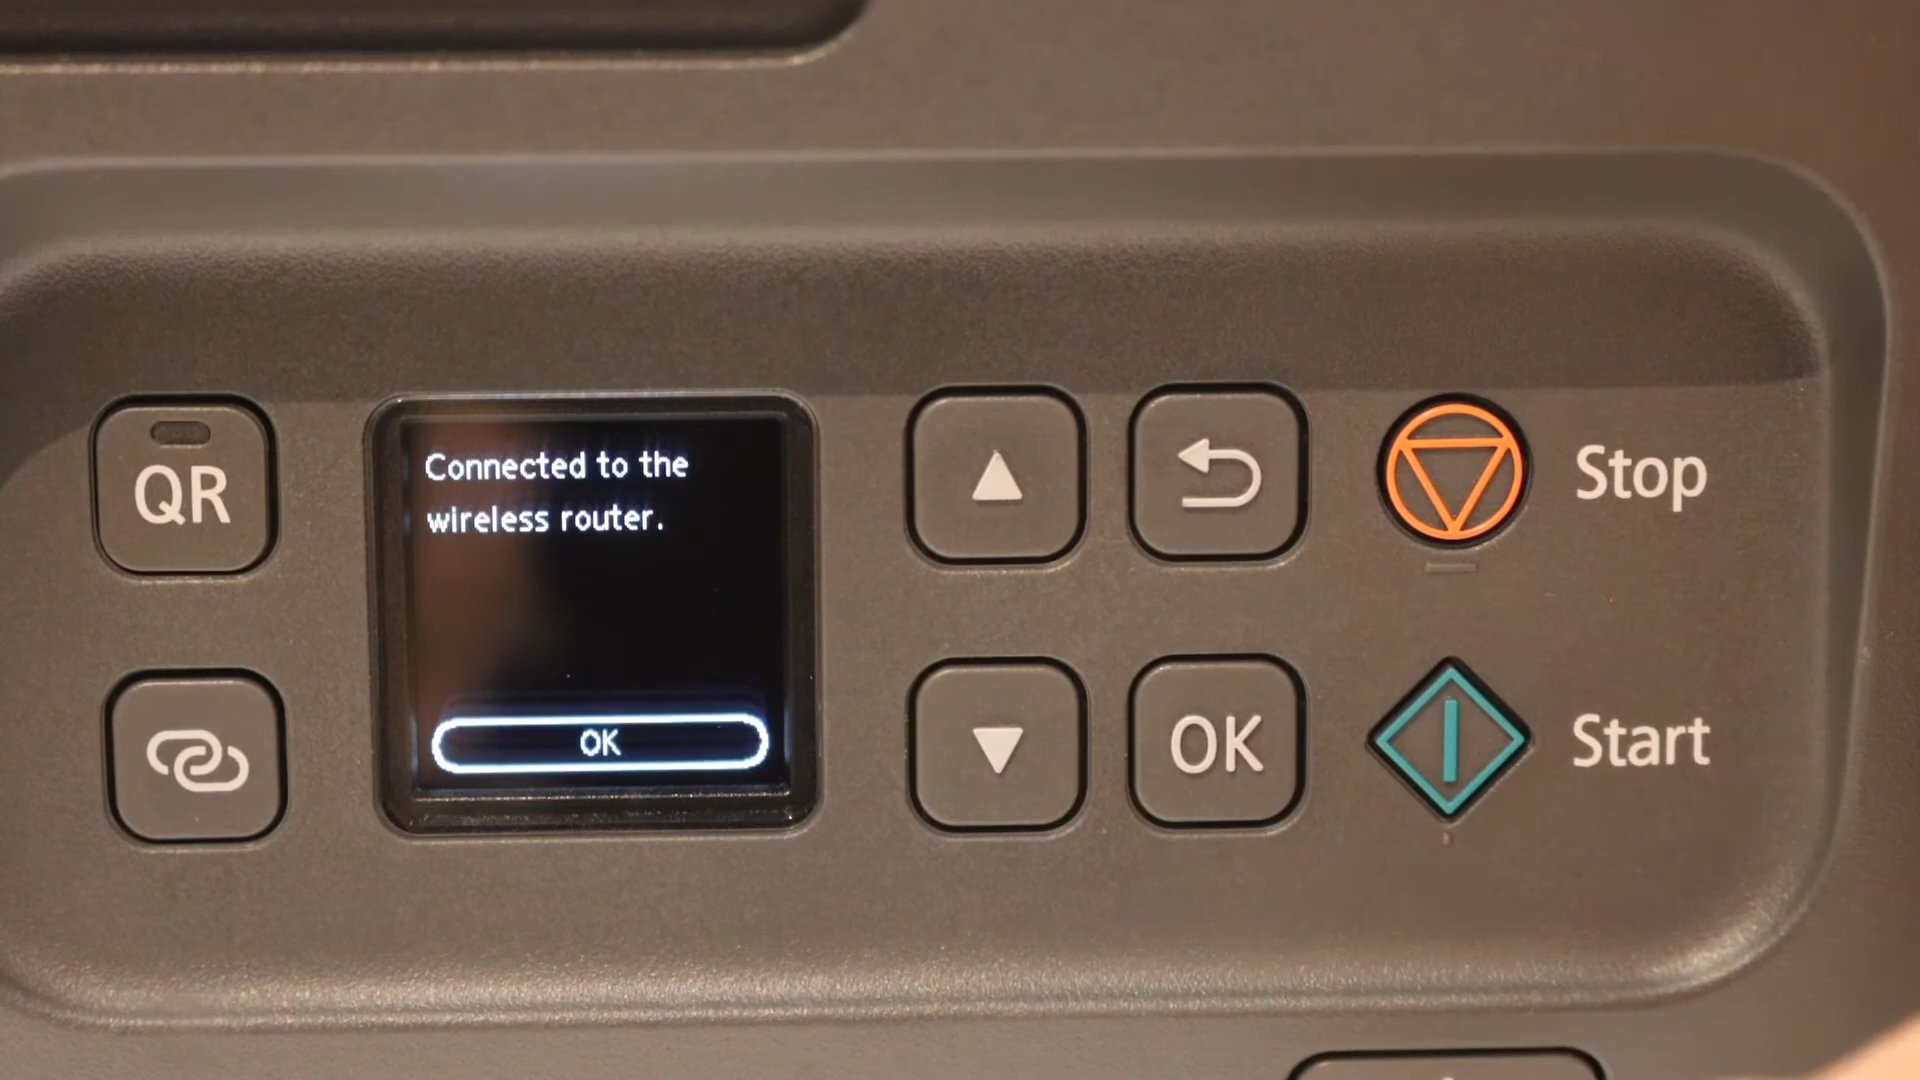 QR
Connected to the
wireless router.
OK
Stop
OK
Start